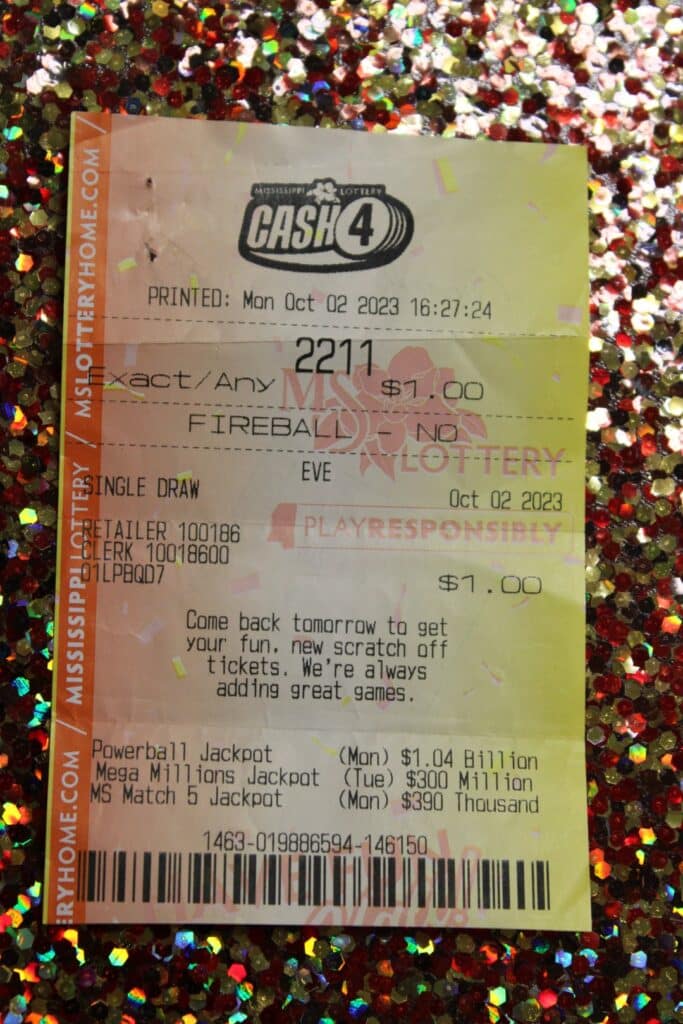 MISSISSIPPI LOTTERY
CASH 4
PRINTED: Mon Oct 02 2023 16:27:24
2211
Exact/Any $1.00
FIREBALL - NO
MS LOTTERY
EVE
SINGLE DRAW Oct 02 2023
PLAYRESPONSIBLY
RETAILER 100186
CLERK 10018600
01LPBQD7 $1.00
Come back tomorrow to get
your fun, new scratch off
tickets. We're always
adding great games.
Powerball Jackpot (Mon) $1.04 Billion
Mega Millions Jackpot (Tue) $300 Million
MS Match 5 Jackpot (Mon) $390 Thousand
1463-019886594-146150
ERYHOME.COM / MISSISSIPPI LOTTERY / MSLOTTERYHOME.COM /